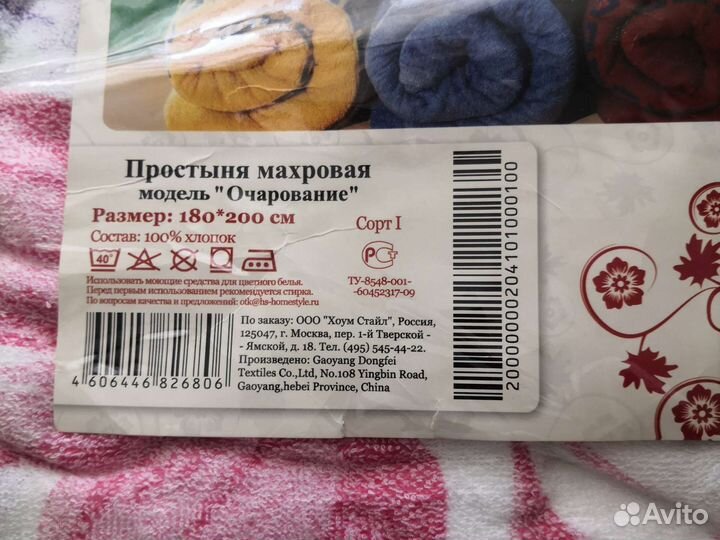 Простыня махровая
модель "Очарование"
Размер: 180*200 см
Состав: 100% хлопок
Сорт I
40°
РСТ
ТУ-8548-001-
-60452317-09
Использовать моющие средства для цветного белья.
Перед первым использованием рекомендуется стирка.
По вопросам качества и предложений: otk@hs-homestyle.ru
По заказу: ООО "Хоум Стайл", Россия,
125047, г. Москва, пер. 1-й Тверской -
- Ямской, д. 18. Тел. (495) 545-44-22.
Произведено: Gaoyang Dongfei
Textiles Co.,Ltd, No.108 Yingbin Road,
Gaoyang,hebei Province, China
4 606446 826806
2000000020410100100
Avito